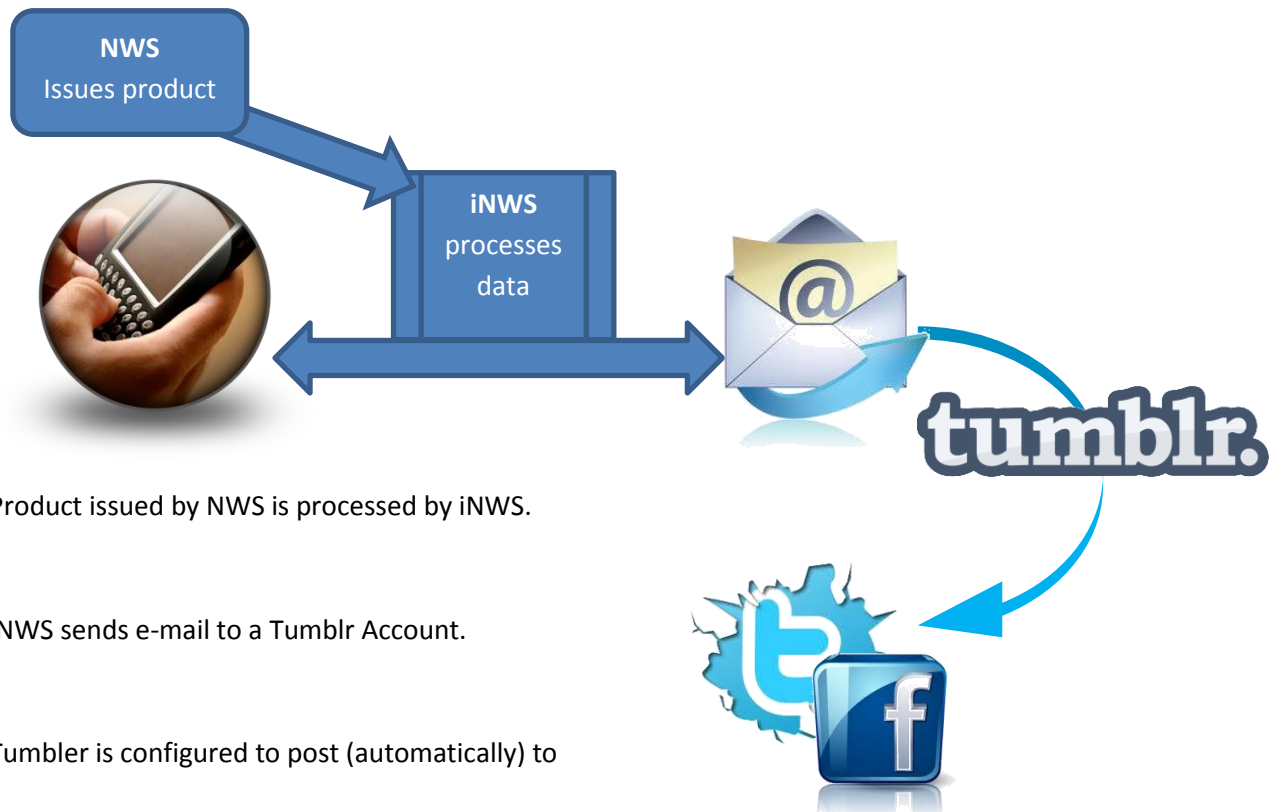 NWS
Issues product
iNWS
processes
data
@
tumblr.
Product issued by NWS is processed by iNWS.
NWS sends e-mail to a Tumblr Account.
t
f
Tumbler is configured to post (automatically) to